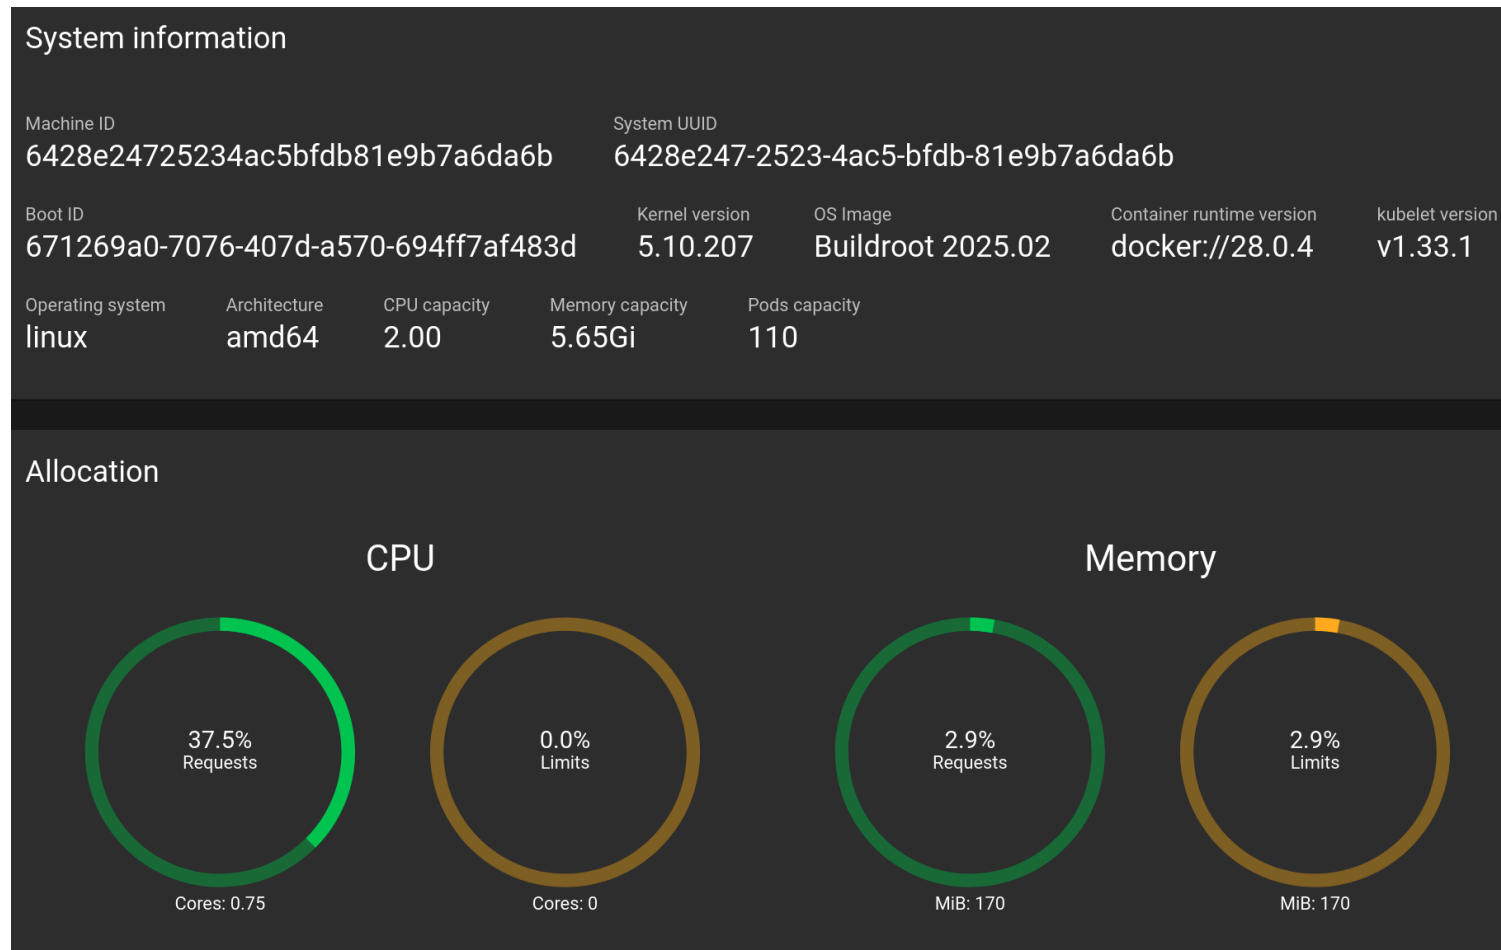 System information
Machine ID System UUID
6428e24725234ac5bfdb81e9b7a6da6b 6428e247-2523-4ac5-bfdb-81e9b7a6da6b
Boot ID Kernel version OS Image Container runtime version kubelet version
671269a0-7076-407d-a570-694ff7af483d 5.10.207 Buildroot 2025.02 docker://28.0.4 v1.33.1
Operating system Architecture CPU capacity Memory capacity Pods capacity
linux amd64 2.00 5.65Gi 110
Allocation
CPU Memory
37.5% 0.0% 2.9% 2.9%
Requests Limits Requests Limits
Cores: 0.75 Cores: 0 MiB: 170 MiB: 170